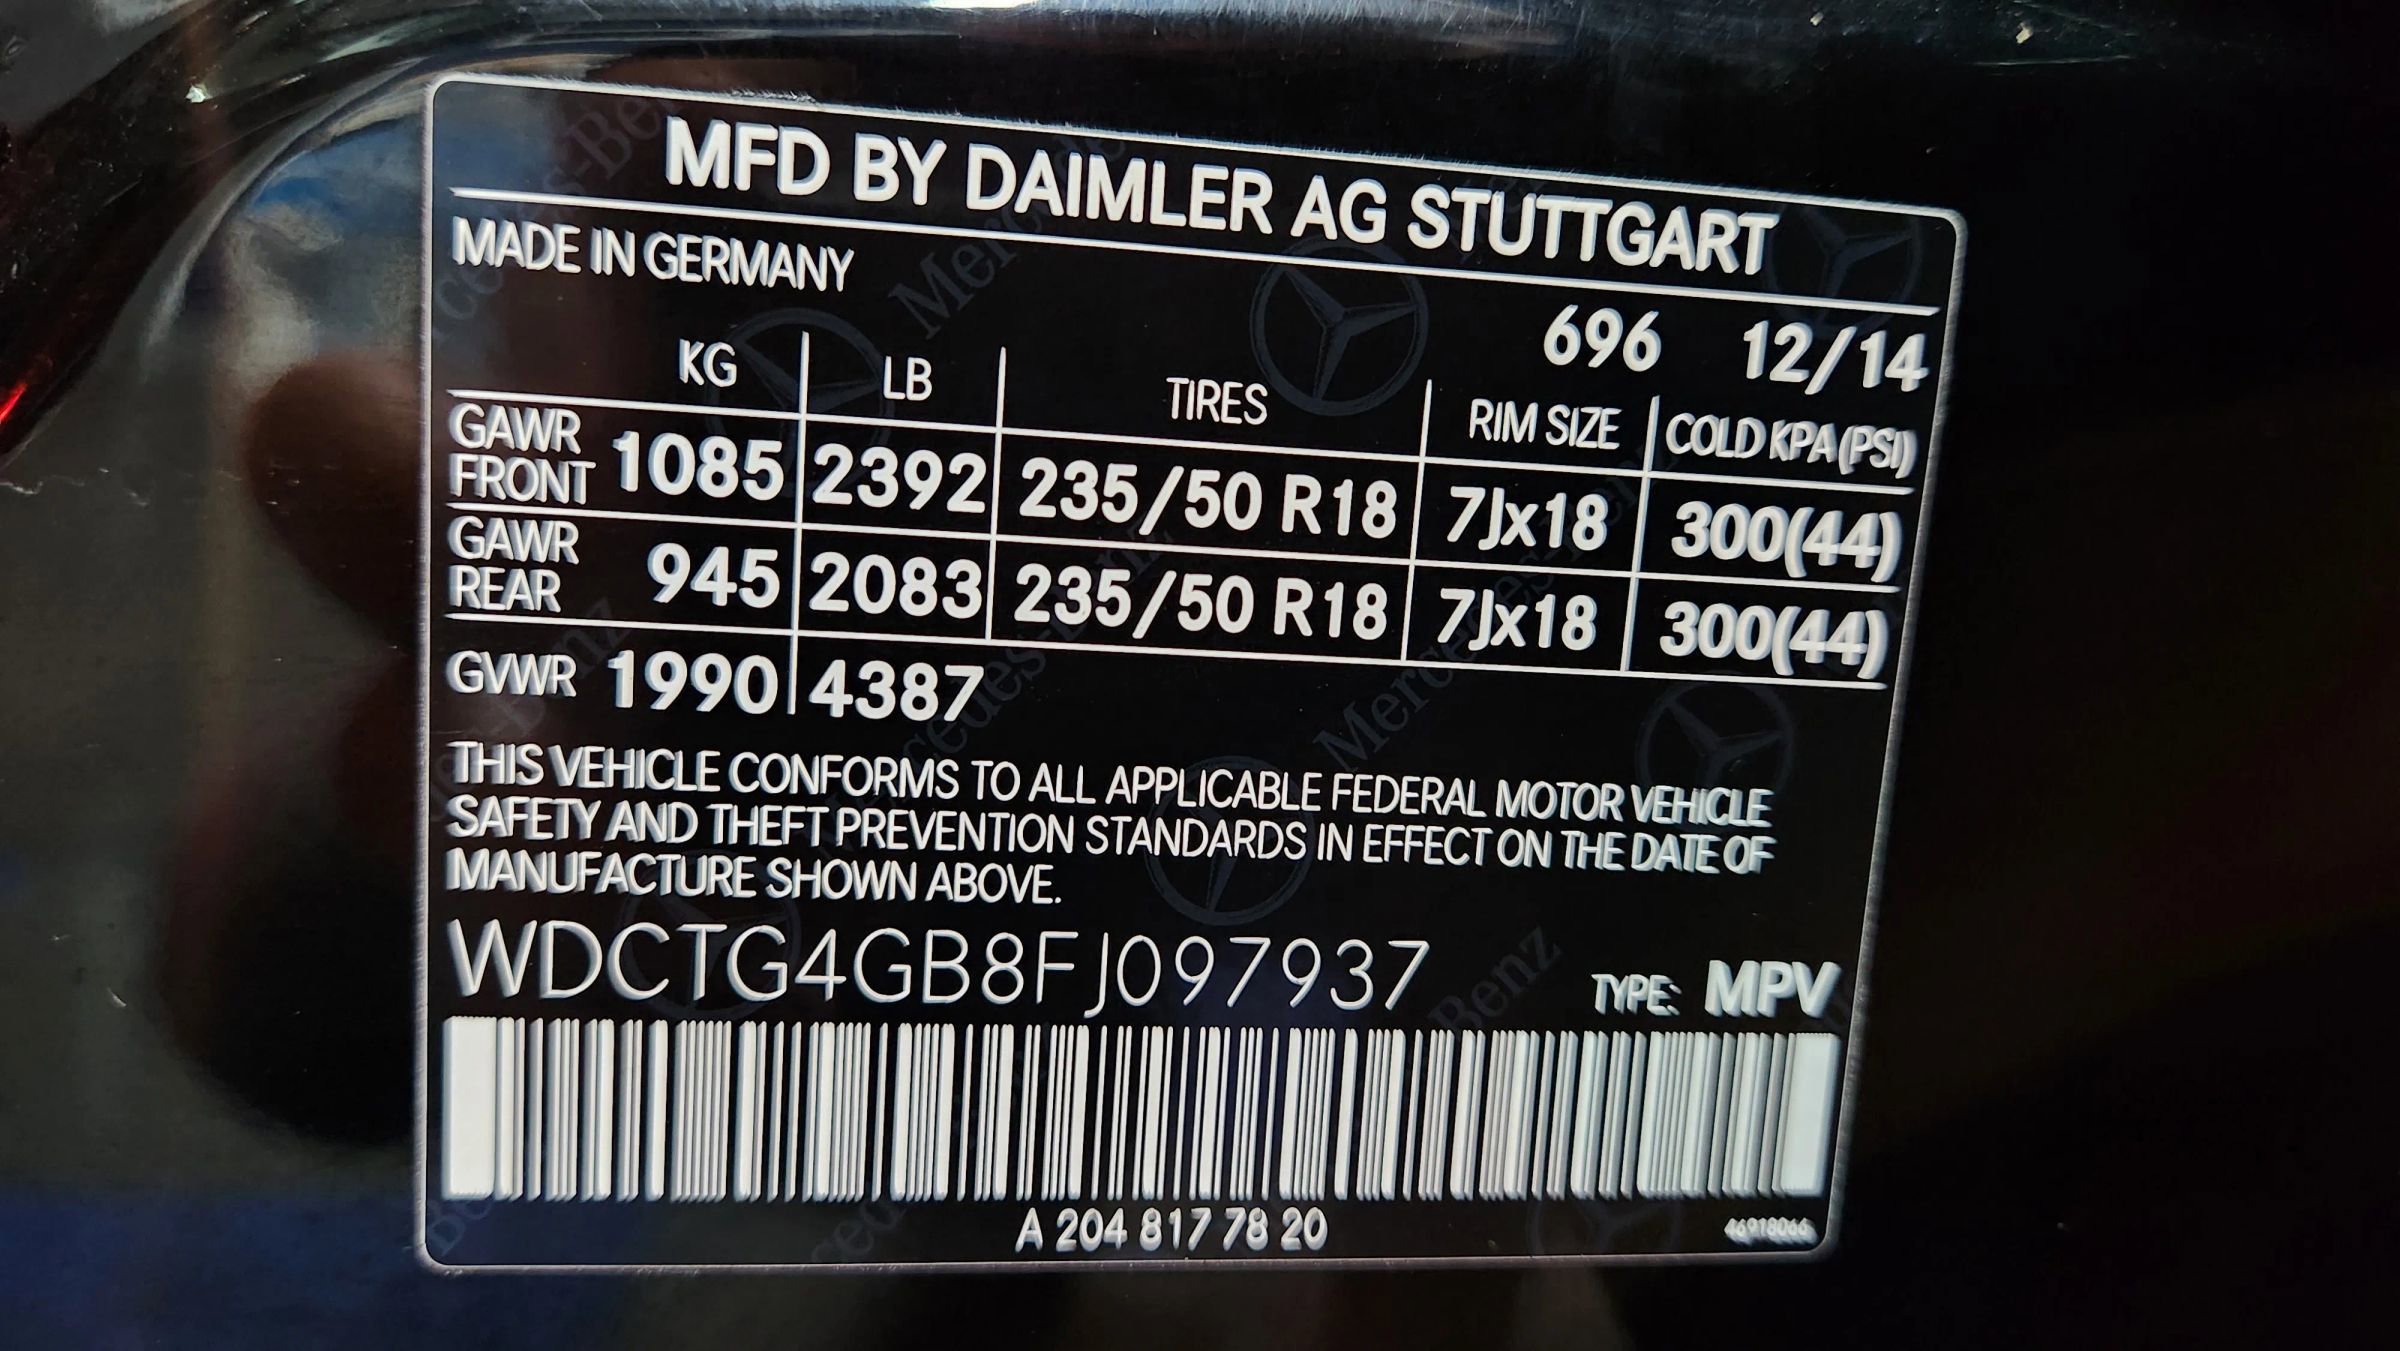 MFD BY DAIMLER AG STUTTGART
MADE IN GERMANY
696 12/14
KG LB TIRES RIM SIZE COLD KPA(PSI)
GAWR FRONT 1085 2392 235/50 R18 7Jx18 300(44)
GAWR REAR 945 2083 235/50 R18 7Jx18 300(44)
GVWR 1990 4387
THIS VEHICLE CONFORMS TO ALL APPLICABLE FEDERAL MOTOR VEHICLE
SAFETY AND THEFT PREVENTION STANDARDS IN EFFECT ON THE DATE OF
MANUFACTURE SHOWN ABOVE.
WDCTG4GB8FJ097937 TYPE: MPV
A 204 817 78 20
46918066